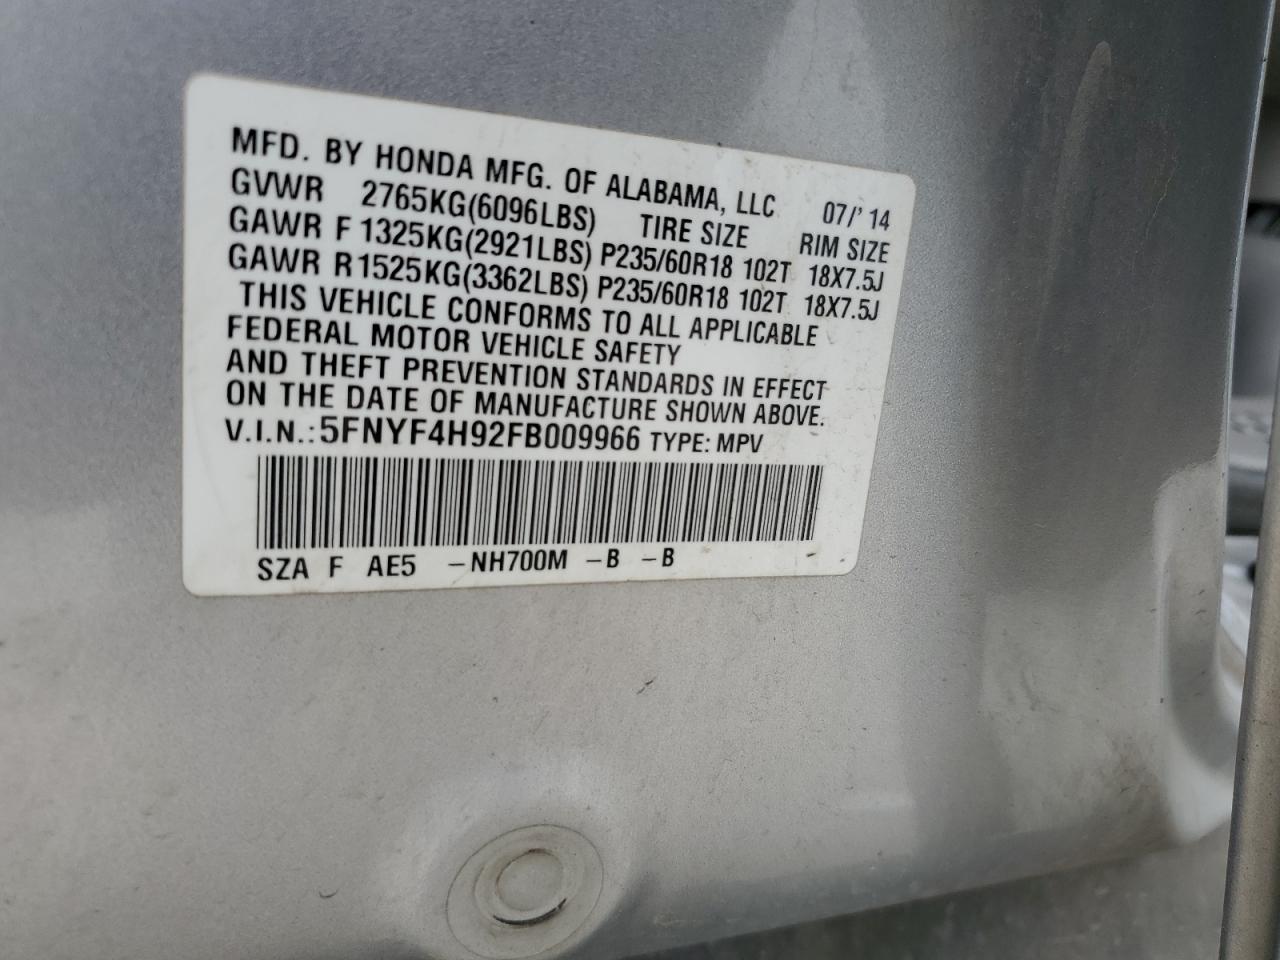 MFD. BY HONDA MFG. OF ALABAMA, LLC 07/'14
GVWR 2765KG(6096LBS) TIRE SIZE RIM SIZE
GAWR F 1325KG(2921LBS) P235/60R18 102T 18X7.5J
GAWR R1525KG(3362LBS) P235/60R18 102T 18X7.5J
THIS VEHICLE CONFORMS TO ALL APPLICABLE
FEDERAL MOTOR VEHICLE SAFETY
AND THEFT PREVENTION STANDARDS IN EFFECT
ON THE DATE OF MANUFACTURE SHOWN ABOVE.
V.I.N.: 5FNYF4H92FB009966 TYPE: MPV
SZA F AE5 –NH700M –B –B –